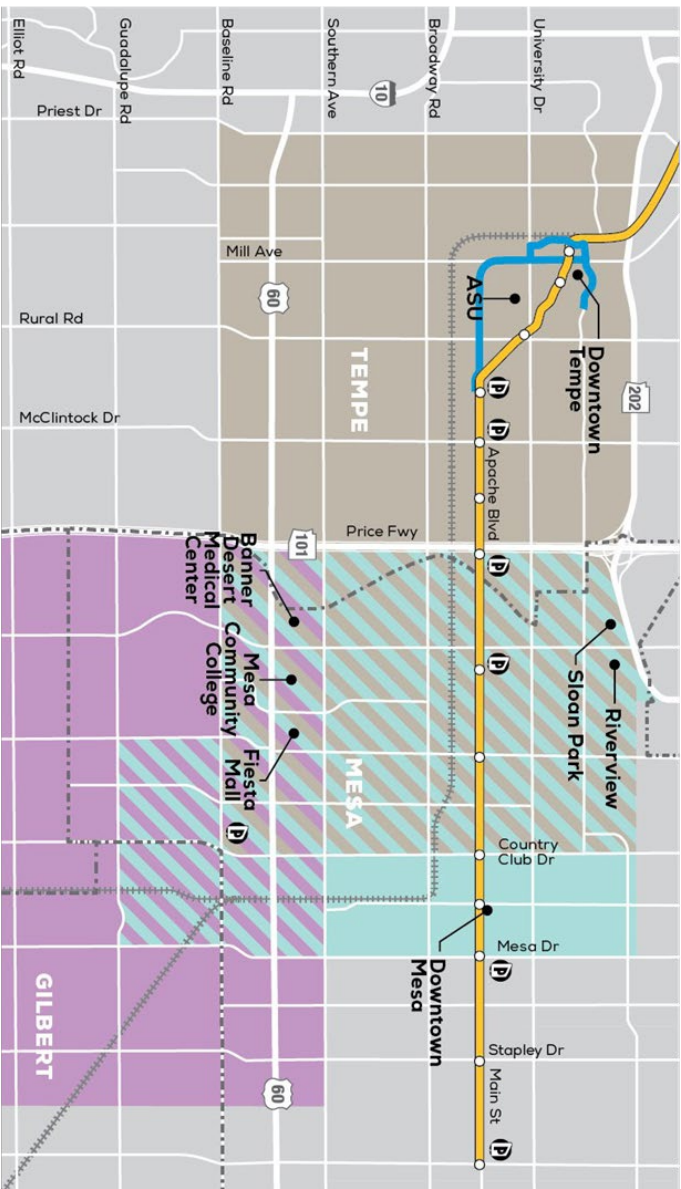 Elliot Rd
Guadalupe Rd
Baseline Rd
Southern Ave
Broadway Rd
University Dr
10
Priest Dr
Mill Ave
60
Rural Rd
ASU
Downtown
Tempe
TEMPE
202
McClintock Dr
P
P
Apache Blvd
Price Fwy
101
P
Banner
Desert
Medical
Center
Mesa
Community
College
Fiesta
Mall
P
Sloan Park
Riverview
MESA
P
Country
Club Dr
Mesa Dr
Downtown
Mesa
P
GILBERT
Stapley Dr
Main St
60
P